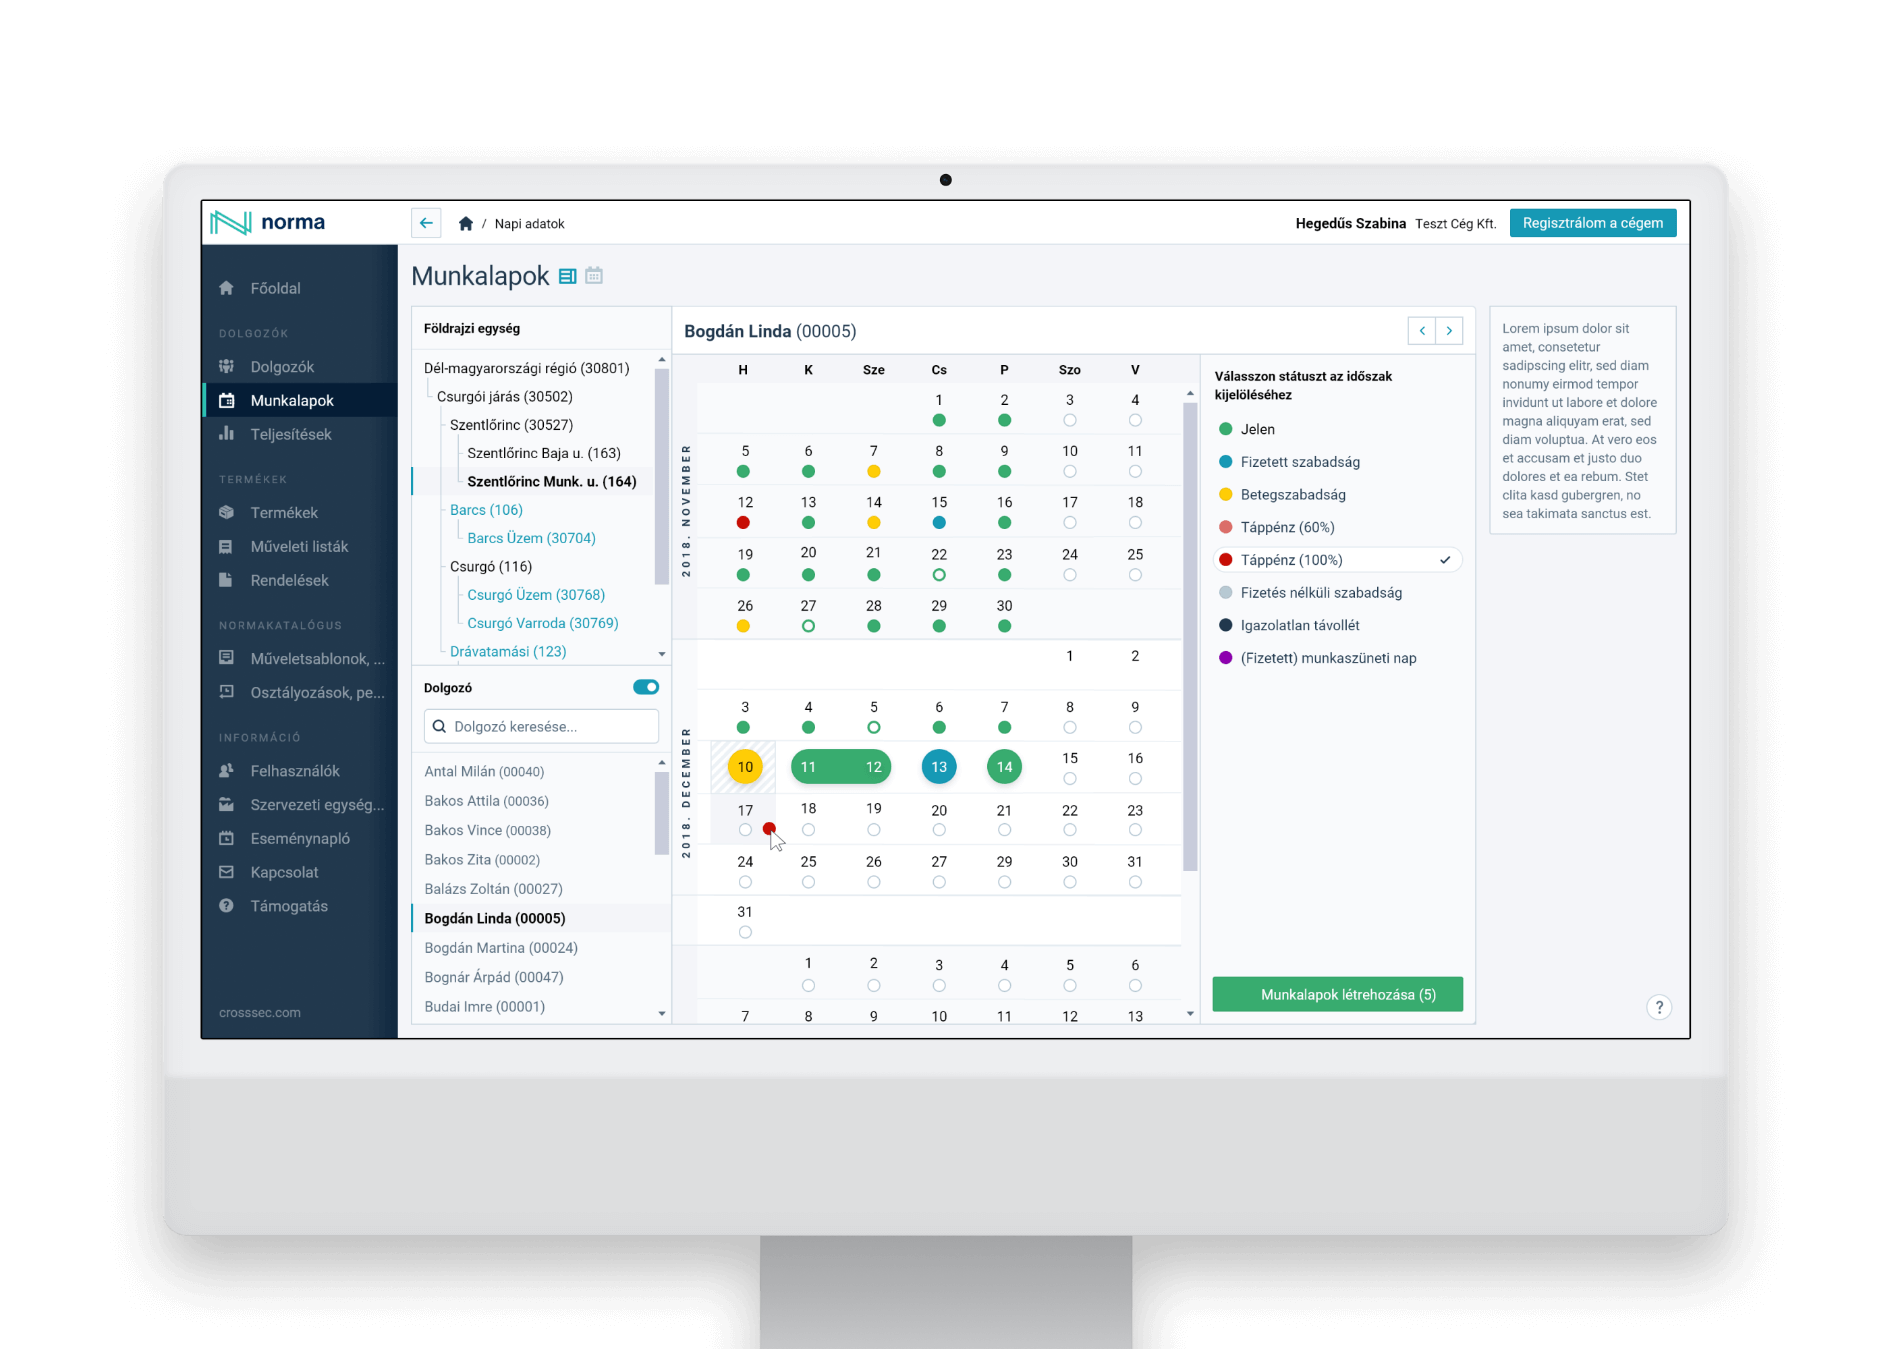 norma
/ Napi adatok
Hegedűs Szabina Teszt Cég Kft.
Regisztrálom a cégem
Főoldal
DOLGOZÓK
Dolgozók
Munkalapok
Teljesítések
TERMÉKEK
Termékek
Műveleti listák
Rendelések
NORMAKATALÓGUS
Műveletsablonok, ...
Osztályozások, pe...
INFORMÁCIÓ
Felhasználók
Szervezeti egység...
Eseménynapló
Kapcsolat
Támogatás
crosssec.com
Munkalapok
Földrajzi egység
Dél-magyarországi régió (30801)
Csurgói járás (30502)
Szentlőrinc (30527)
Szentlőrinc Baja u. (163)
Szentlőrinc Munk. u. (164)
Barcs (106)
Barcs Üzem (30704)
Csurgó (116)
Csurgó Üzem (30768)
Csurgó Varroda (30769)
Drávatamási (123)
Dolgozó
Dolgozó keresése...
Antal Milán (00040)
Bakos Attila (00036)
Bakos Vince (00038)
Bakos Zita (00002)
Balázs Zoltán (00027)
Bogdán Linda (00005)
Bogdán Martina (00024)
Bognár Árpád (00047)
Budai Imre (00001)
Bogdán Linda (00005)
H K Sze Cs P Szo V
2018. NOVEMBER
1 2 3 4
5 6 7 8 9 10 11
12 13 14 15 16 17 18
19 20 21 22 23 24 25
26 27 28 29 30
2018. DECEMBER
1 2
3 4 5 6 7 8 9
10 11 12 13 14 15 16
17 18 19 20 21 22 23
24 25 26 27 29 30 31
31
1 2 3 4 5 6
7 8 9 10 11 12 13
Válasszon státuszt az időszak
kijelöléséhez
Jelen
Fizetett szabadság
Betegszabadság
Táppénz (60%)
Táppénz (100%)
Fizetés nélküli szabadság
Igazolatlan távollét
(Fizetett) munkaszüneti nap
Munkalapok létrehozása (5)
Lorem ipsum dolor sit
amet, consetetur
sadipscing elitr, sed diam
nonumy eirmod tempor
invidunt ut labore et dolore
magna aliquyam erat, sed
diam voluptua. At vero eos
et accusam et justo duo
dolores et ea rebum. Stet
clita kasd gubergren, no
sea takimata sanctus est.
?